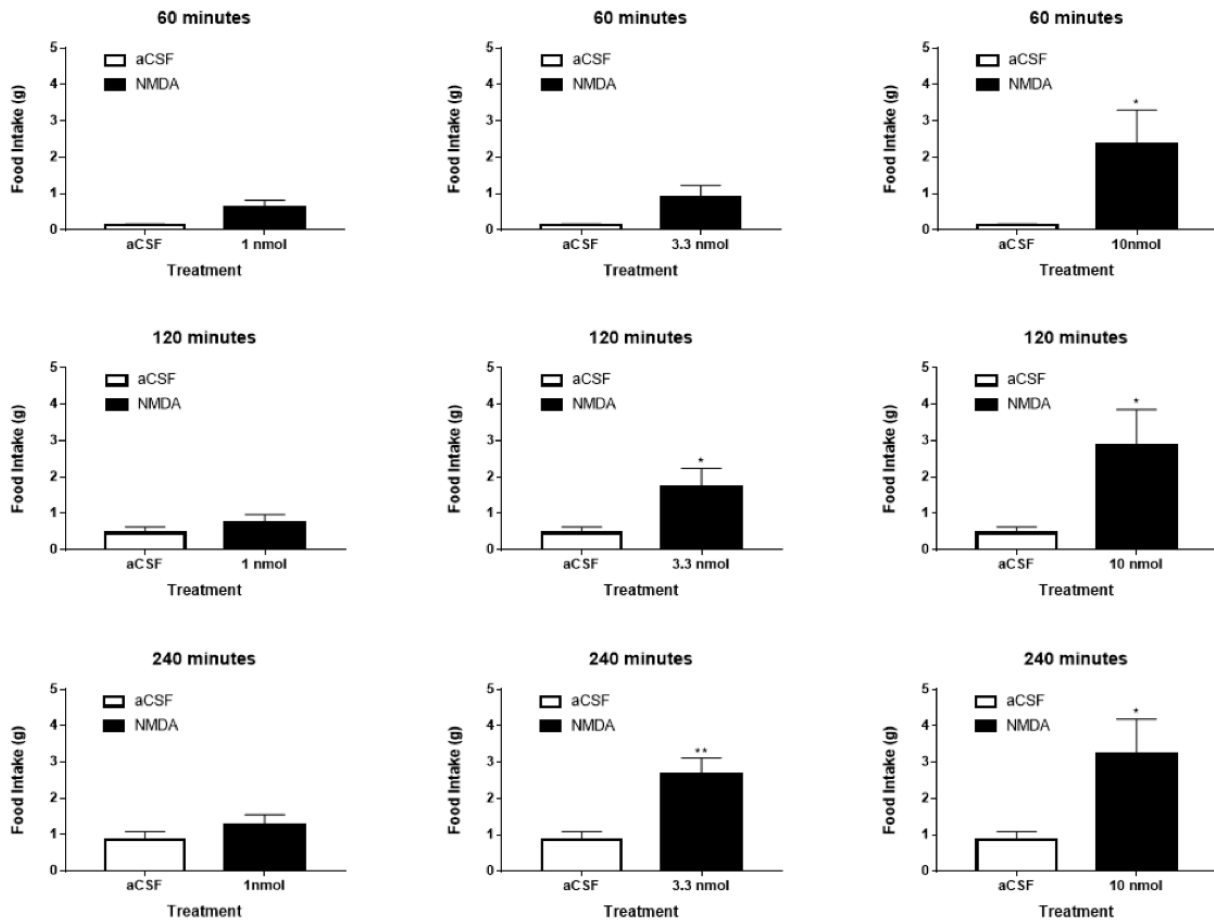 60 minutes
5
4
3
2
1
0
Food Intake (g)
aCSF
NMDA
aCSF
1 nmol
Treatment
60 minutes
5
4
3
2
1
0
Food Intake (g)
aCSF
NMDA
aCSF
3.3 nmol
Treatment
60 minutes
5
4
3
2
1
0
Food Intake (g)
aCSF
NMDA
*
aCSF
10nmol
Treatment
120 minutes
5
4
3
2
1
0
Food Intake (g)
aCSF
NMDA
aCSF
1 nmol
Treatment
120 minutes
5
4
3
2
1
0
Food Intake (g)
aCSF
NMDA
*
aCSF
3.3 nmol
Treatment
120 minutes
5
4
3
2
1
0
Food Intake (g)
aCSF
NMDA
*
aCSF
10 nmol
Treatment
240 minutes
5
4
3
2
1
0
Food Intake (g)
aCSF
NMDA
aCSF
1nmol
Treatment
240 minutes
5
4
3
2
1
0
Food Intake (g)
aCSF
NMDA
**
aCSF
3.3 nmol
Treatment
240 minutes
5
4
3
2
1
0
Food Intake (g)
aCSF
NMDA
*
aCSF
10 nmol
Treatment